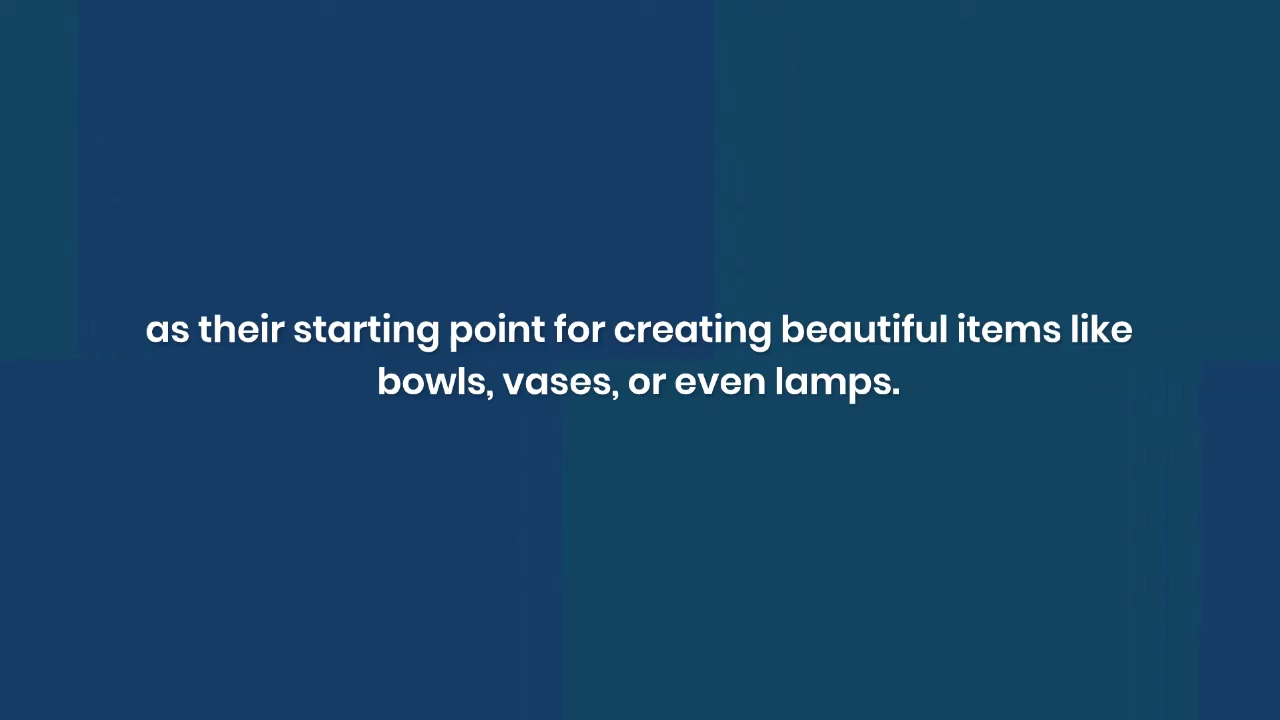 as their starting point for creating beautiful items like
bowls, vases, or even lamps.